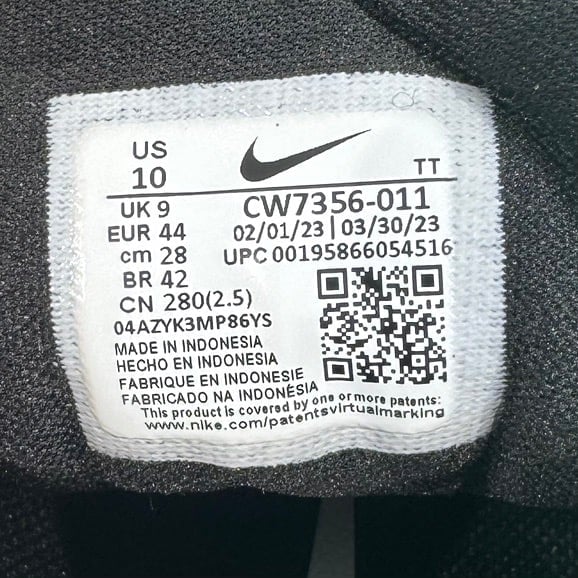 US
10
TT
UK 9
CW7356-011
EUR 44
02/01/23 | 03/30/23
cm 28
UPC 00195866054516
BR 42
CN 280(2.5)
04AZYK3MP86YS
MADE IN INDONESIA
HECHO EN INDONESIA
FABRIQUE EN INDONESIE
FABRICADO NA INDONÉSIA
This product is covered by one or more patents:
www.nike.com/patentsvirtualmarking